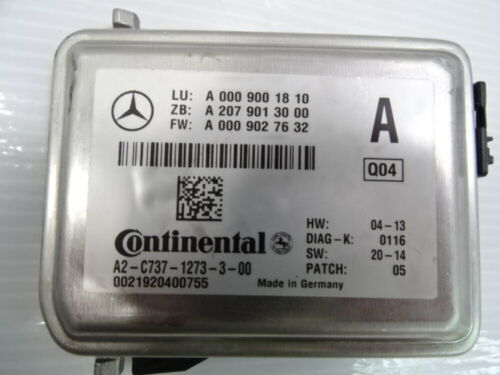 LU: A 000 900 18 10
ZB: A 207 901 30 00
FW: A 000 902 76 32
A
Q04
Continental
A2-C737-1273-3-00
0021920400755
HW: 04-13
DIAG-K: 0116
SW: 20-14
PATCH: 05
Made in Germany